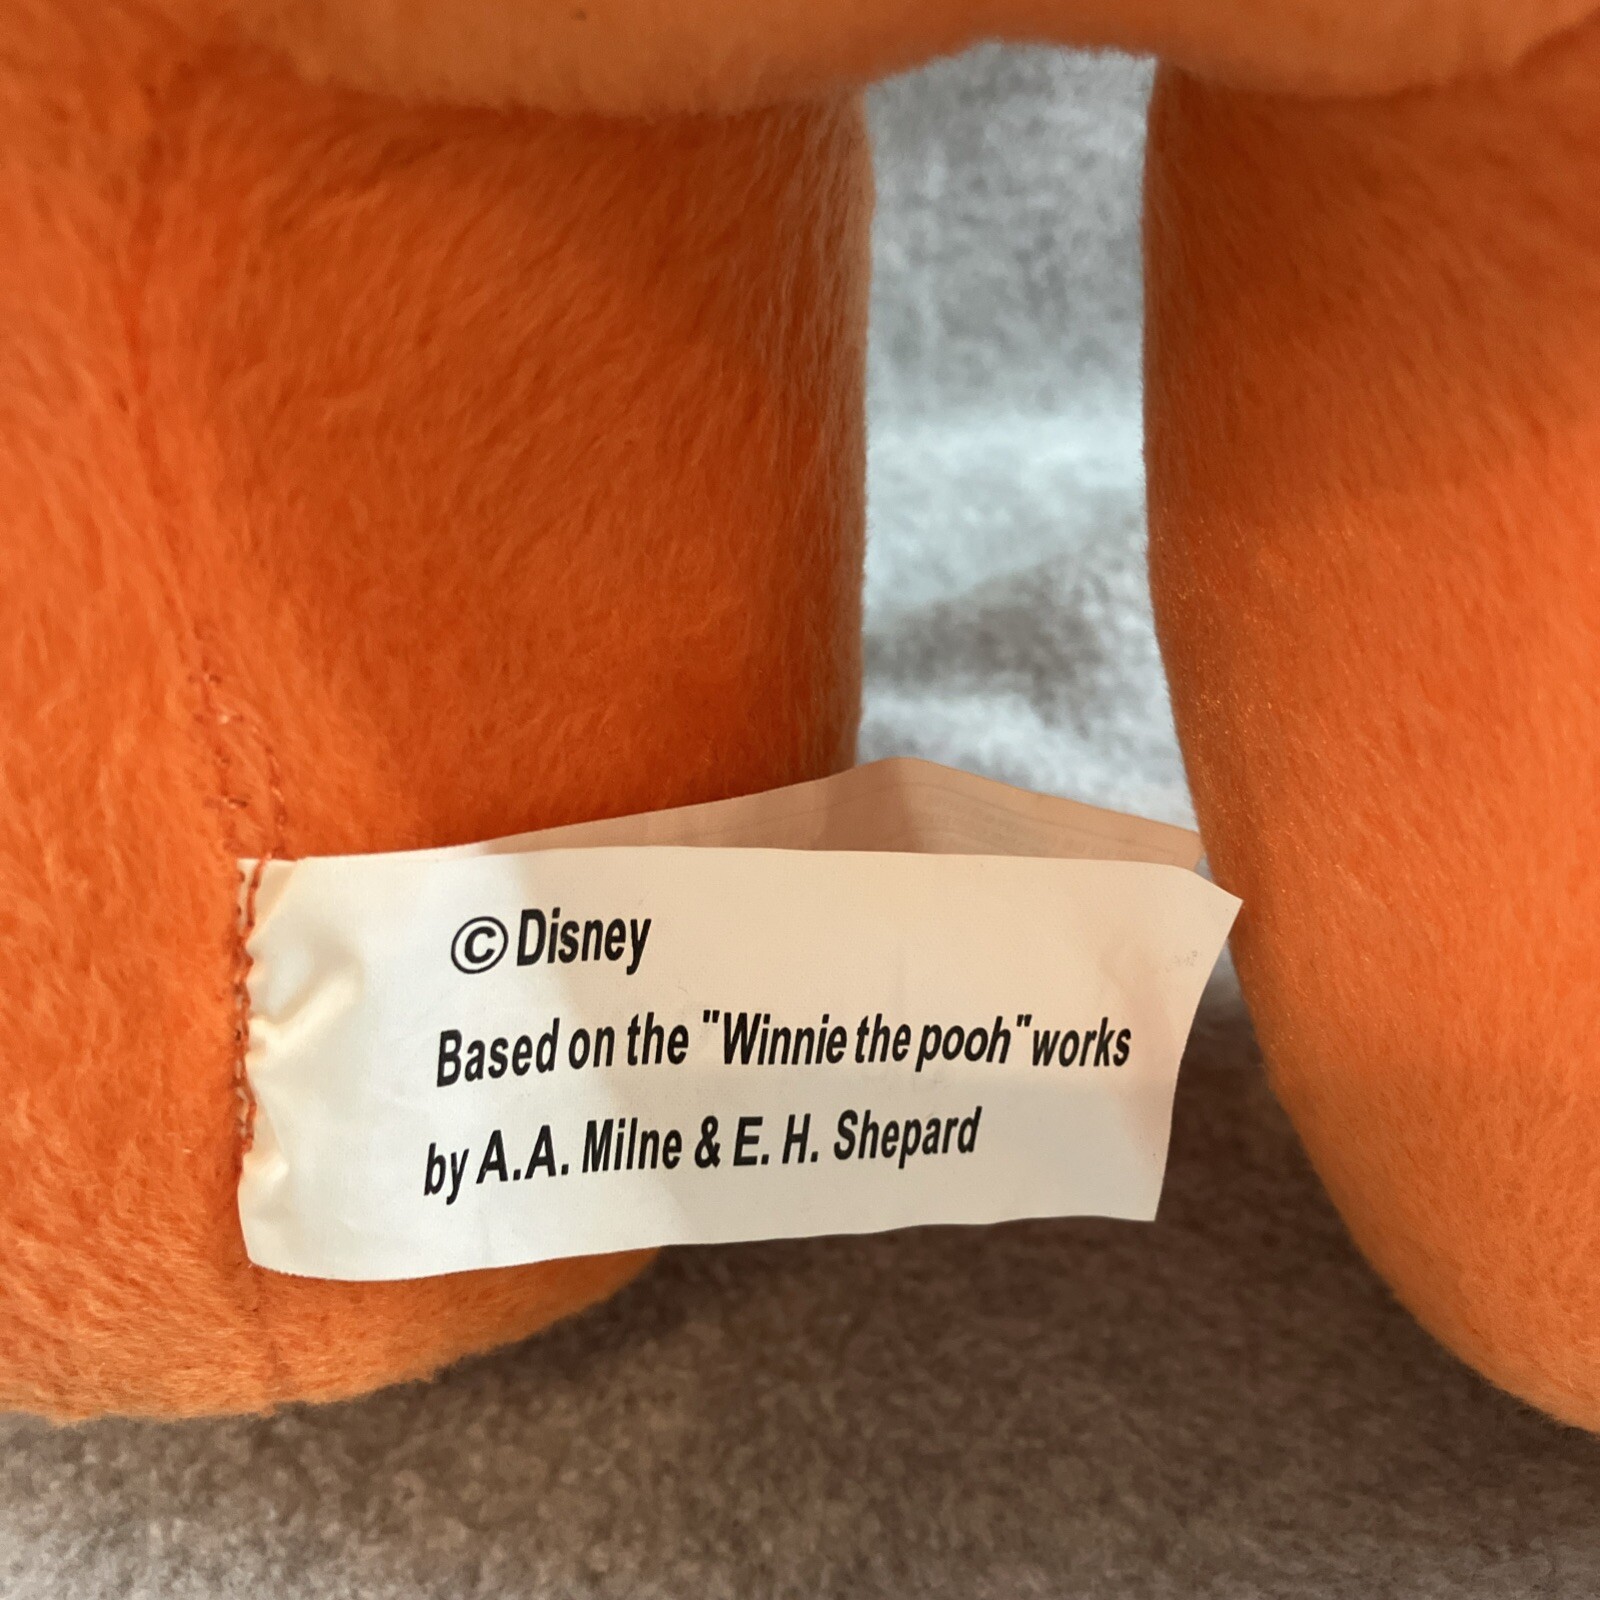 ©Disney
Based on the "Winnie the pooh" works
by A.A. Milne & E. H. Shepard